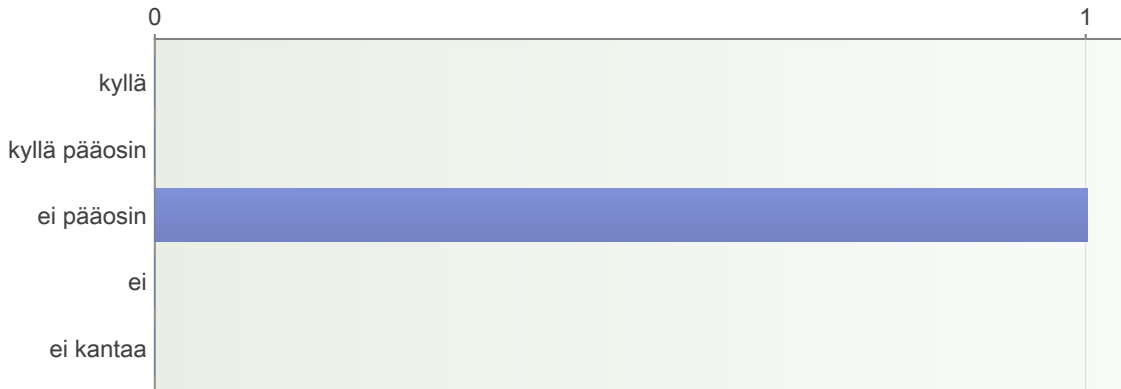 0 1
kyllä
kyllä pääosin
ei pääosin
ei
ei kantaa